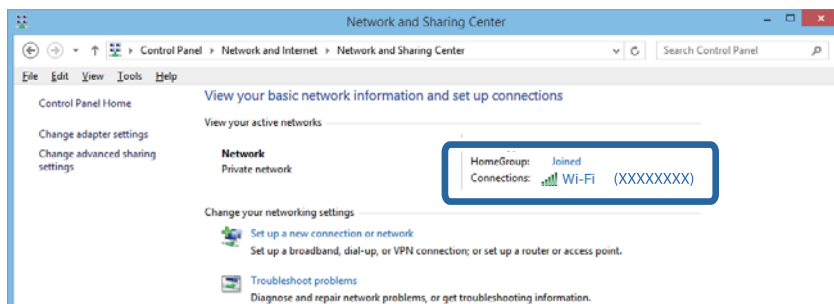 Network and Sharing Center
Control Panel ▸ Network and Internet ▸ Network and Sharing Center
Search Control Panel
File Edit View Tools Help
Control Panel Home
Change adapter settings
Change advanced sharing
settings
View your basic network information and set up connections
View your active networks
Network
Private network
HomeGroup: Joined
Connections: Wi-Fi (XXXXXXXX)
Change your networking settings
Set up a new connection or network
Set up a broadband, dial-up, or VPN connection; or set up a router or access point.
Troubleshoot problems
Diagnose and repair network problems, or get troubleshooting information.